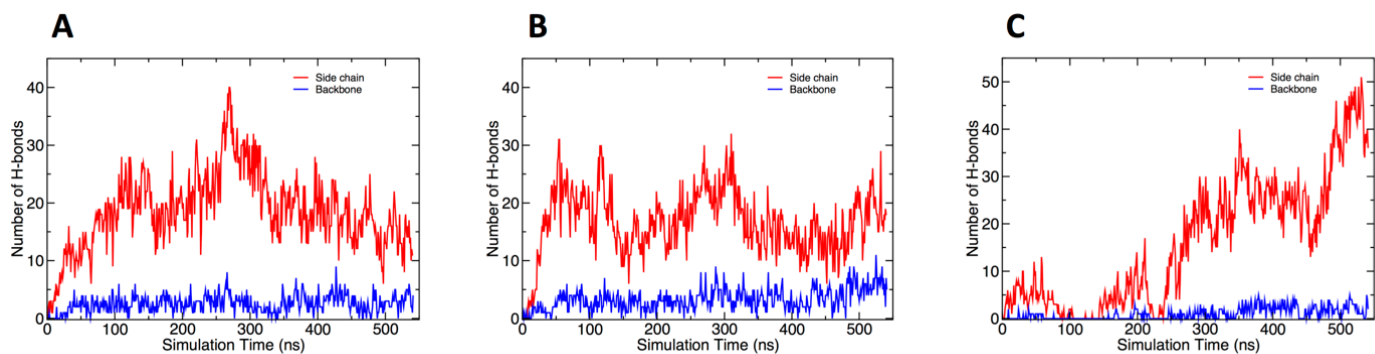 A
B
C
40
30
20
10
0
Number of H-bonds
Side chain
Backbone
0 100 200 300 400 500
Simulation Time (ns)
40
30
20
10
0
Number of H-bonds
Side chain
Backbone
0 100 200 300 400 500
Simulation Time (ns)
50
40
30
20
10
0
Number of H-bonds
Side chain
Backbone
0 100 200 300 400 500
Simulation Time (ns)